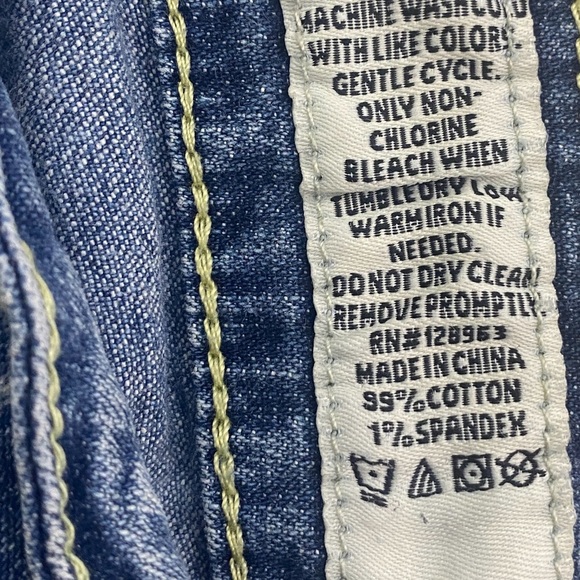 MACHINE WASH COLD
WITH LIKE COLORS.
GENTLE CYCLE.
ONLY NON-
CHLORINE
BLEACH WHEN
TUMBLE DRY LOW.
WARM IRON IF
NEEDED.
DO NOT DRY CLEAN
REMOVE PROMPTLY.
RN# 128963
MADE IN CHINA
99% COTTON
1% SPANDEX